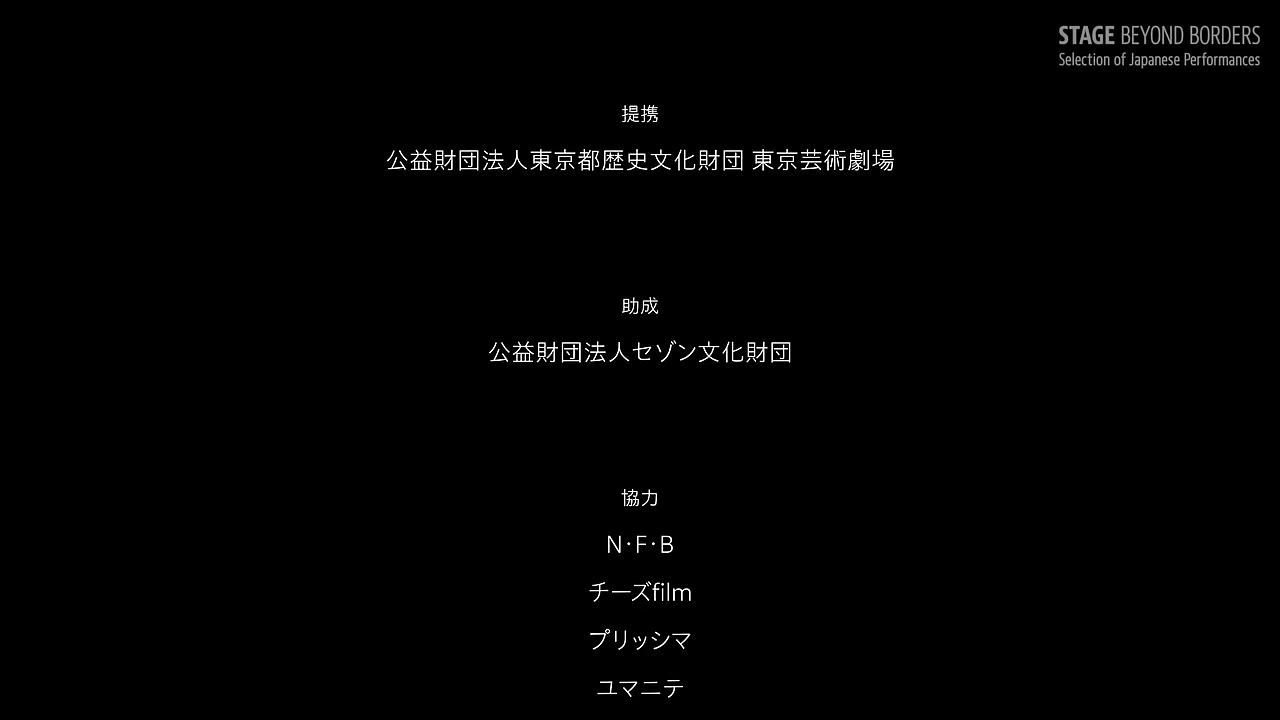 STAGE BEYOND BORDERS
Selection of Japanese Performances
提携
公益財団法人東京都歴史文化財団 東京芸術劇場
助成
公益財団法人セゾン文化財団
協力
N・F・B
チーズfilm
プリッシマ
ユマニテ